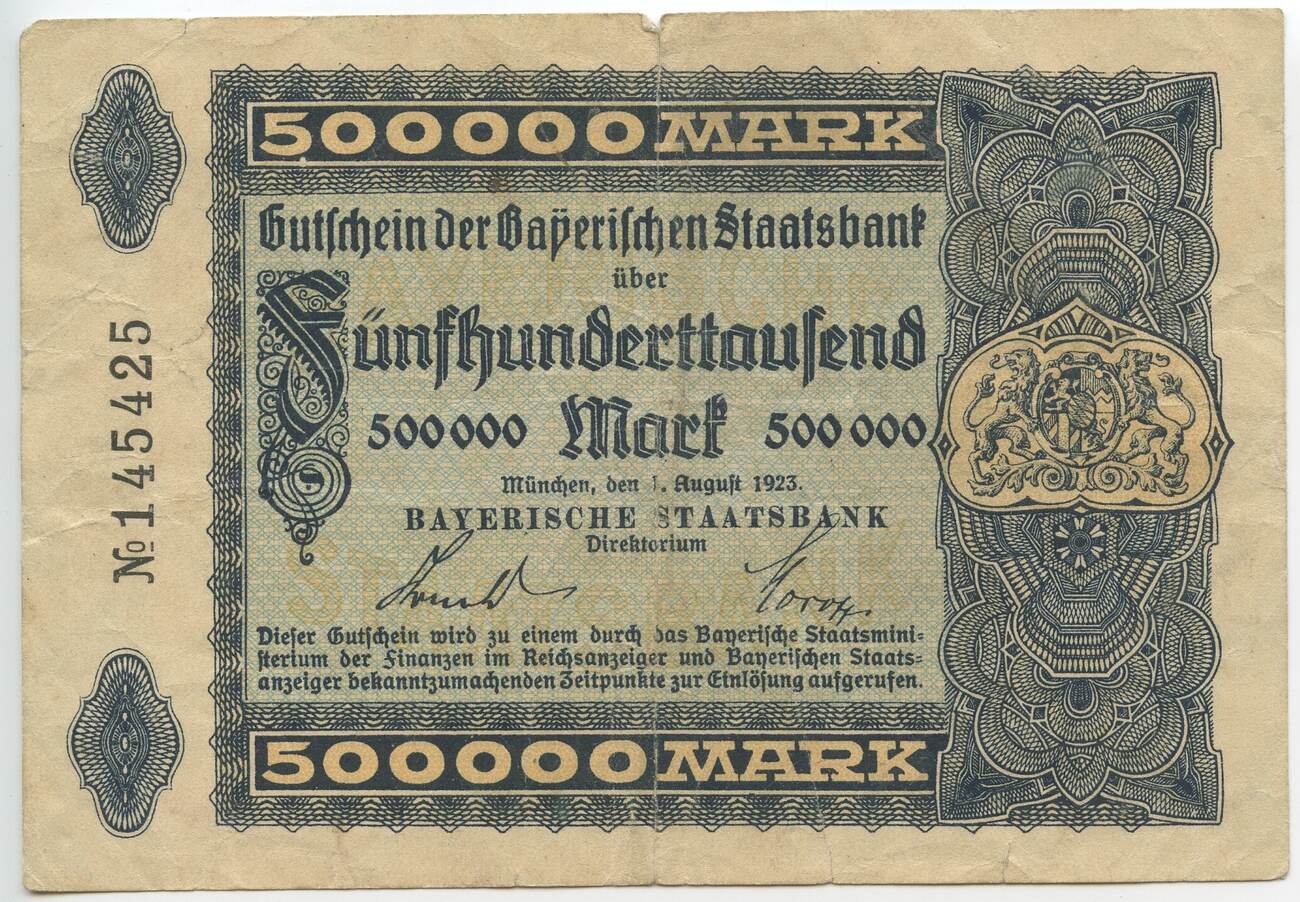 500000 MARK
Gutschein der Bayerischen Staatsbank
über
Fünfhunderttausend
500 000 Mark 500 000
München, den 1. August 1923.
BAYERISCHE STAATSBANK
Direktorium
Dieser Gutschein wird zu einem durch das Bayerische Staatsmini-
sterium der Finanzen im Reichsanzeiger und Bayerischen Staats-
anzeiger bekanntzumachenden Zeitpunkte zur Einlösung aufgerufen.
500000 MARK
№ 145425